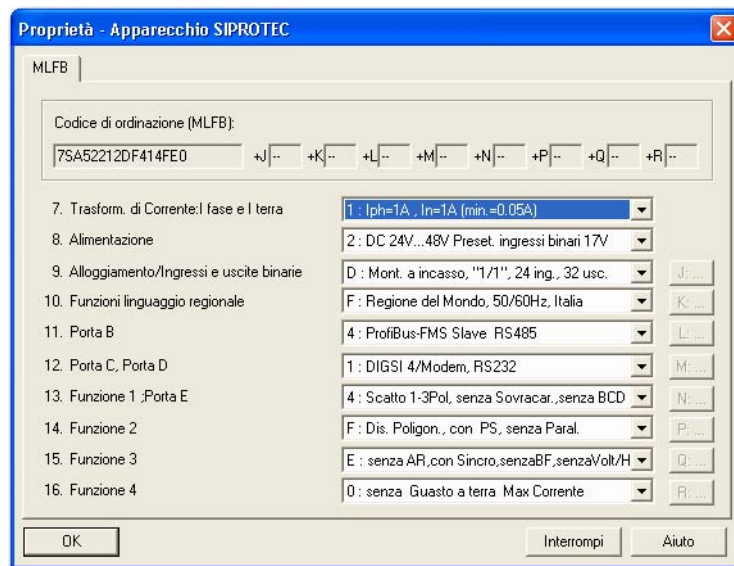 Proprietà - Apparecchio SIPROTEC
MLFB
Codice di ordinazione (MLFB):
7SA52212DF414FE0 +J -- +K -- +L -- +M -- +N -- +P -- +Q -- +R --
7. Trasform. di Corrente:I fase e I terra 1 : Iph=1A , In=1A (min.=0.05A)
8. Alimentazione 2 : DC 24V...48V Preset. ingressi binari 17V
9. Alloggiamento/Ingressi e uscite binarie D : Mont. a incasso, "1/1", 24 ing., 32 usc. J: ...
10. Funzioni linguaggio regionale F : Regione del Mondo, 50/60Hz, Italia K: ...
11. Porta B 4 : ProfiBus-FMS Slave RS485 L: ...
12. Porta C, Porta D 1 : DIGSI 4/Modem, RS232 M: ...
13. Funzione 1 ;Porta E 4 : Scatto 1-3Pol, senza Sovracar.,senza BCD N: ...
14. Funzione 2 F : Dis. Poligon., con PS, senza Paral. P: ...
15. Funzione 3 E : senza AR,con Sincro,senzaBF,senzaVolt/H Q: ...
16. Funzione 4 0 : senza Guasto a terra Max Corrente R: ...
OK Interrompi Aiuto